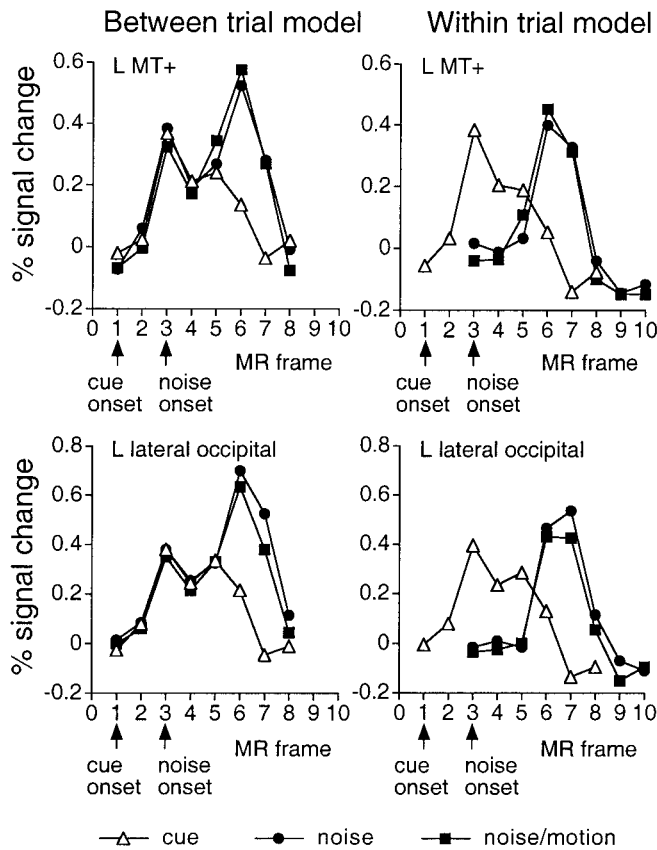 Between trial model
Within trial model
% signal change
L MT+
0.6
0.4
0.2
0
-0.2
0 1 2 3 4 5 6 7 8 9 10
MR frame
cue onset
noise onset
L MT+
0.6
0.4
0.2
0
-0.2
0 1 2 3 4 5 6 7 8 9 10
MR frame
cue onset
noise onset
% signal change
L lateral occipital
0.8
0.6
0.4
0.2
0
-0.2
0 1 2 3 4 5 6 7 8 9 10
MR frame
cue onset
noise onset
L lateral occipital
0.8
0.6
0.4
0.2
0
-0.2
0 1 2 3 4 5 6 7 8 9 10
MR frame
cue onset
noise onset
cue
noise
noise/motion